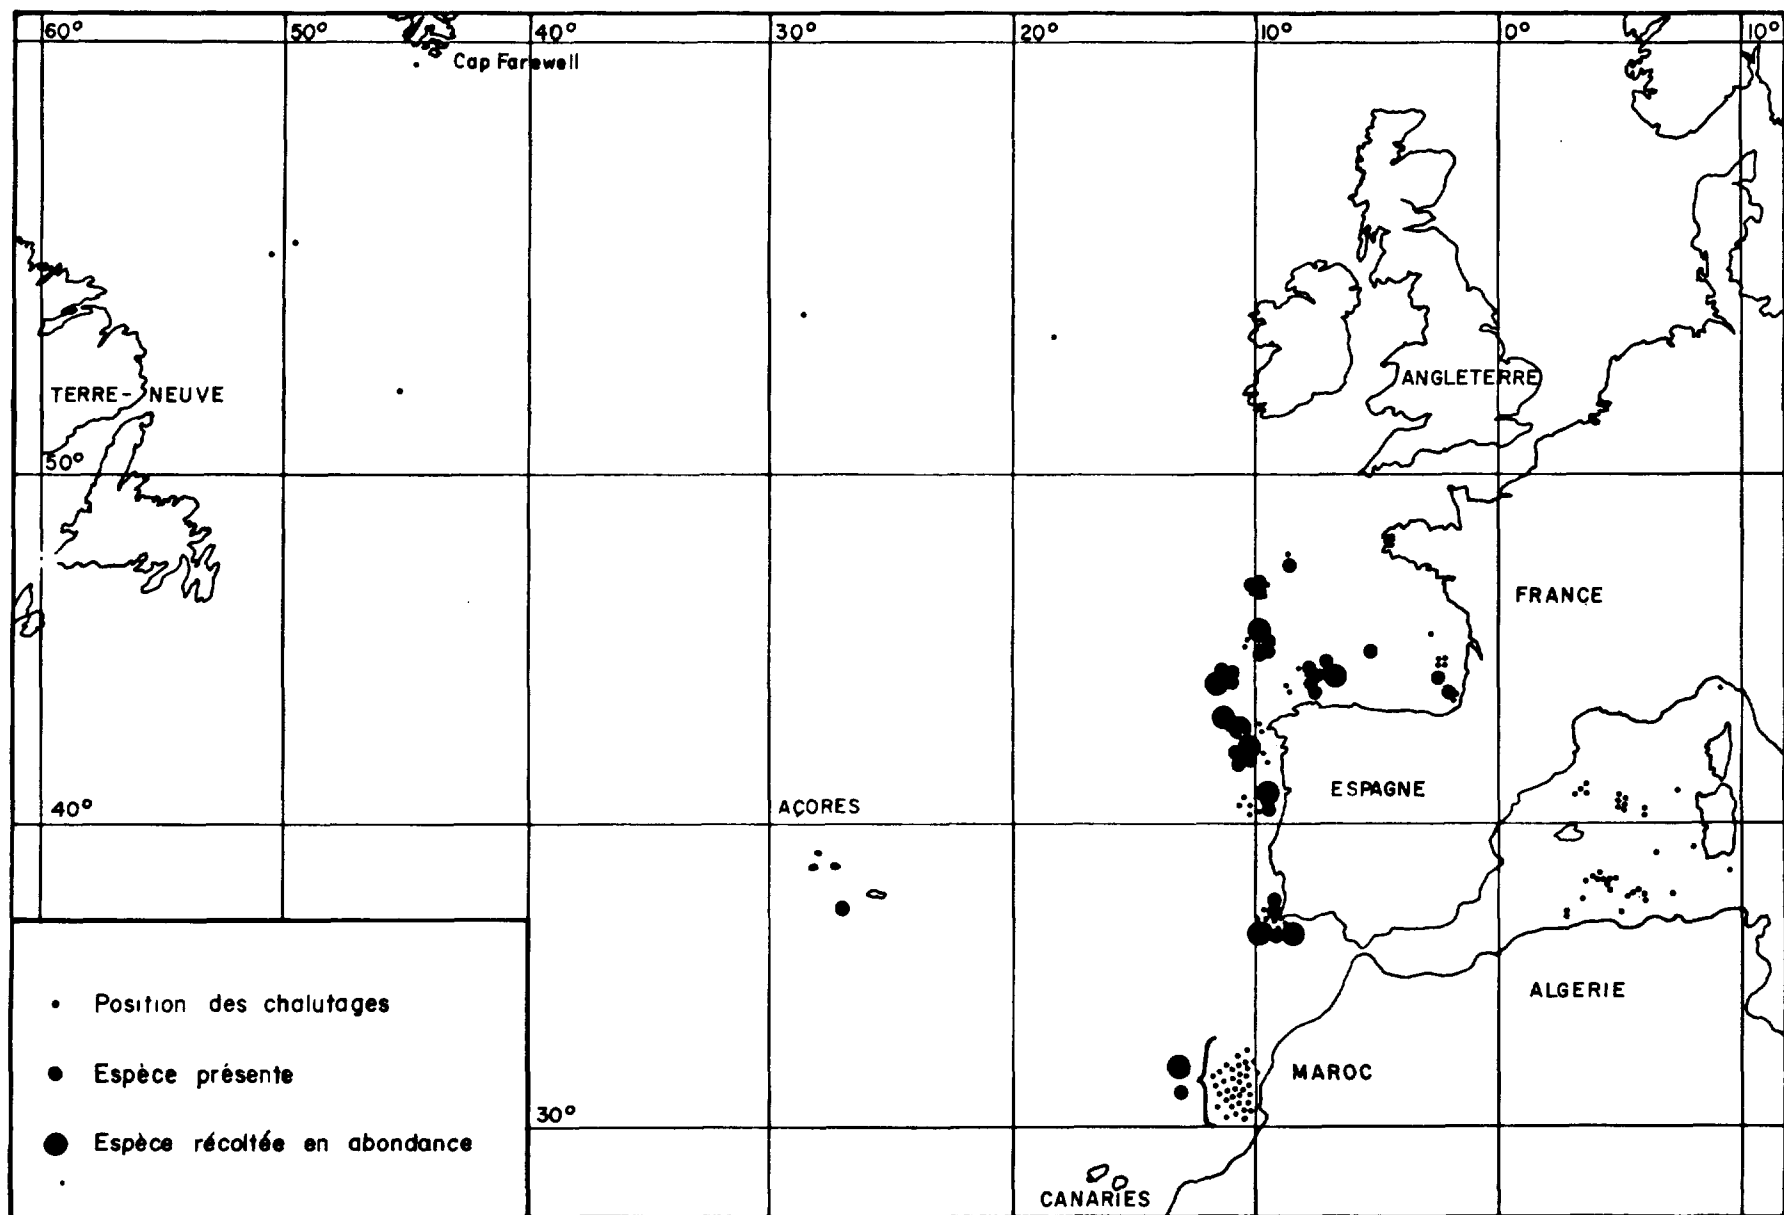 60° 50° 40° 30° 20° 10° 0° 10°
Cap Farewell
ANGLETERRE
TERRE-NEUVE
50°
FRANCE
ESPAGNE
40°
AÇORES
ALGERIE
Position des chalutages
MAROC
Espèce présente
30°
Espèce récoltée en abondance
CANARIES